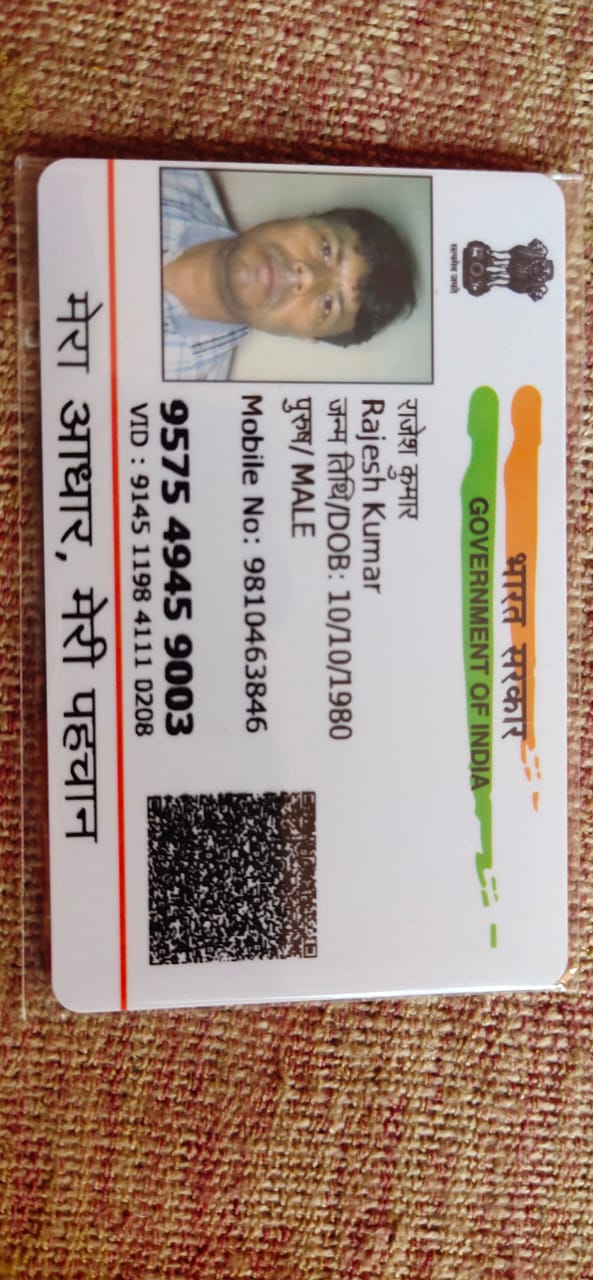 भारत सरकार
GOVERNMENT OF INDIA
सत्यमेव जयते
राजेश कुमार
Rajesh Kumar
जन्म तिथि/DOB: 10/10/1980
पुरुष/ MALE
Mobile No: 9810463846
9575 4945 9003
VID : 9145 1198 4111 0208
मेरा आधार, मेरी पहचान